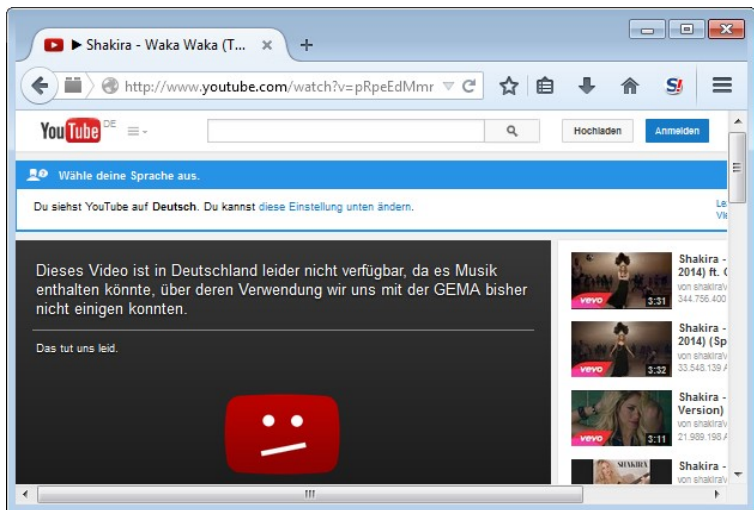 Shakira - Waka Waka (T...
http://www.youtube.com/watch?v=pRpeEdMmr
S!
YouTube DE
Hochladen
Anmelden
Wähle deine Sprache aus.
Du siehst YouTube auf Deutsch. Du kannst diese Einstellung unten ändern.
Dieses Video ist in Deutschland leider nicht verfügbar, da es Musik
enthalten könnte, über deren Verwendung wir uns mit der GEMA bisher
nicht einigen konnten.
Das tut uns leid.
Shakira -
2014) ft.
von shakiraV
344.756.400
vevo 3:31
Shakira -
2014) (Sp
von shakiraV
33.548.139 A
vevo 3:32
Shakira -
Version)
von shakiraV
21.989.198 A
vevo 3:11
Shakira -
von shakiraV
SHAKIRA